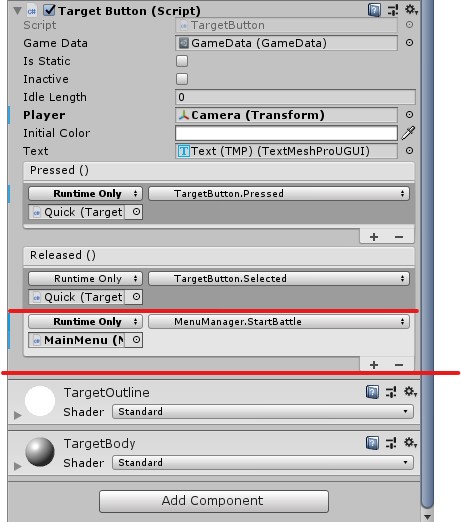 Target Button (Script)
Script TargetButton
Game Data GameData (GameData)
Is Static
Inactive
Idle Length 0
Player Camera (Transform)
Initial Color
Text Text (TMP) (TextMeshProUGUI)
Pressed ()
Runtime Only TargetButton.Pressed
Quick (Target
Released ()
Runtime Only TargetButton.Selected
Quick (Target
Runtime Only MenuManager.StartBattle
MainMenu (M
TargetOutline
Shader Standard
TargetBody
Shader Standard
Add Component